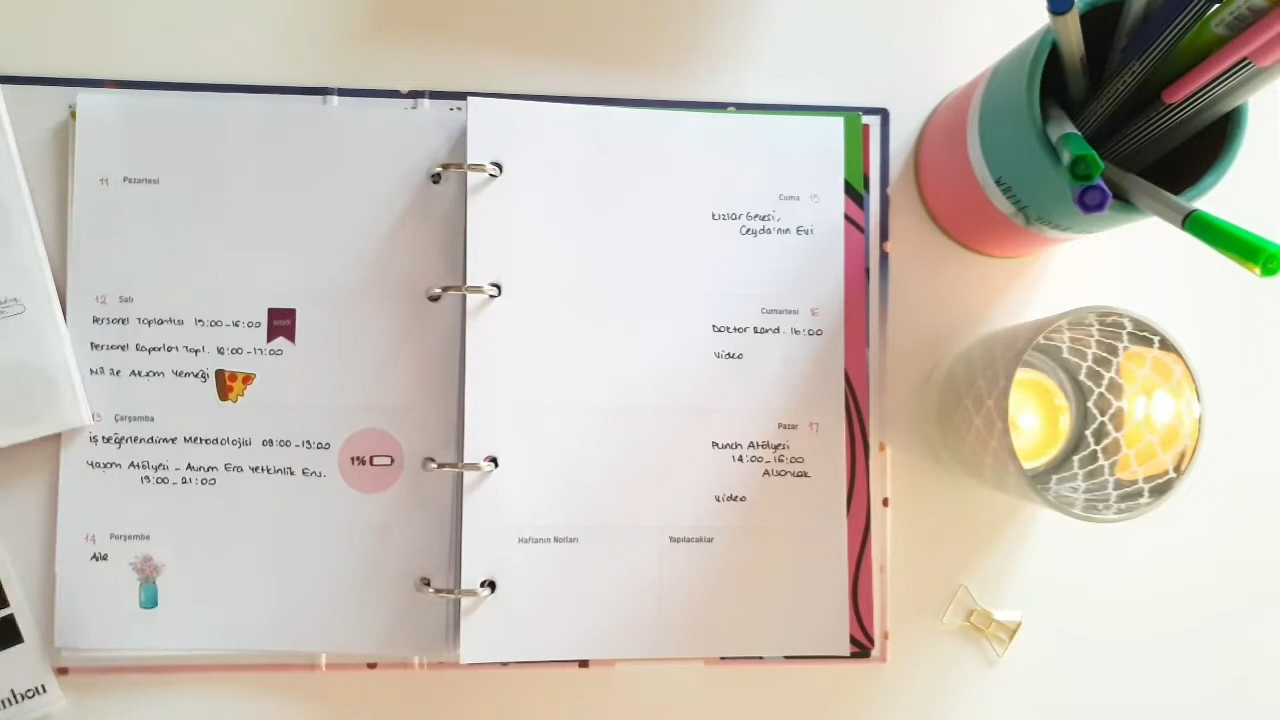 11 Pazartesi
12 Salı
Personel Toplantısı 15:00-16:00
work
Personel Raporları Topl. 16:00-17:00
Nil ile Akşam Yemeği
13 Çarşamba
İş Değerlendirme Metodolojisi 09:00-13:00
1%
Yaşam Atölyesi - Aurum Era Yetkinlik Ens.
19:00-21:00
14 Perşembe
Aile
Cuma 15
Kızlar Gecesi,
Ceyda'nın Evi
Cumartesi 16
Doktor Rand. 16:00
Video
Pazar 17
Punch Atölyesi
14:00-16:00
Alsancak
Video
Haftanın Notları
Yapılacaklar